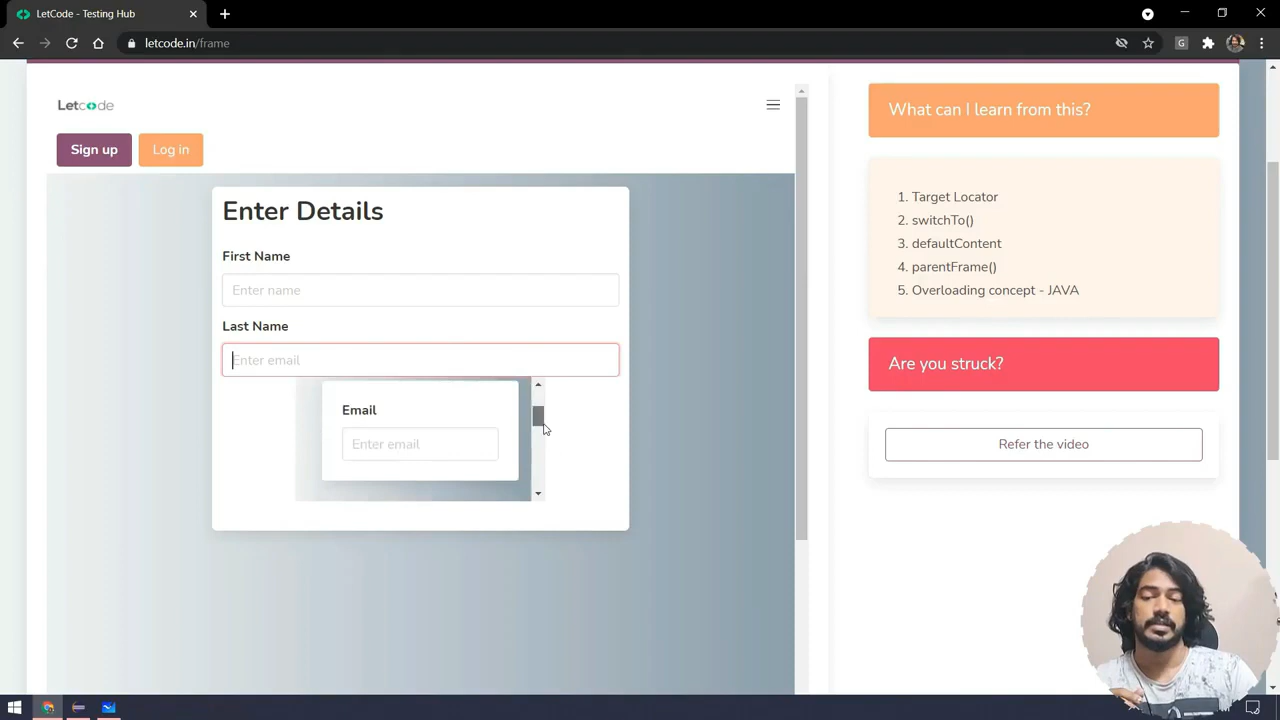 LetCode - Testing Hub
letcode.in/frame
G
Letcode
Sign up
Log in
Enter Details
First Name
Enter name
Last Name
Enter email
Email
Enter email
What can I learn from this?
1. Target Locator
2. switchTo()
3. defaultContent
4. parentFrame()
5. Overloading concept - JAVA
Are you struck?
Refer the video